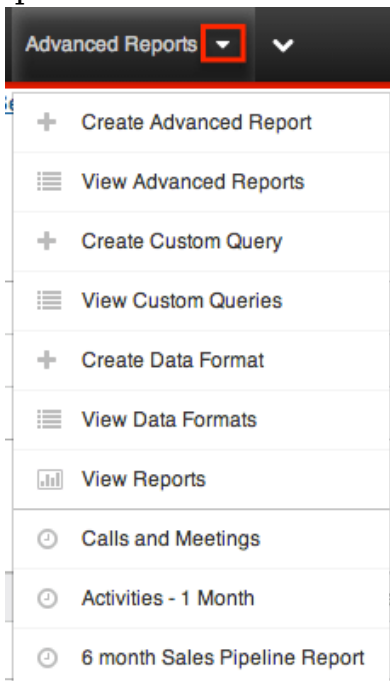 Advanced Reports
Create Advanced Report
View Advanced Reports
Create Custom Query
View Custom Queries
Create Data Format
View Data Formats
View Reports
Calls and Meetings
Activities - 1 Month
6 month Sales Pipeline Report